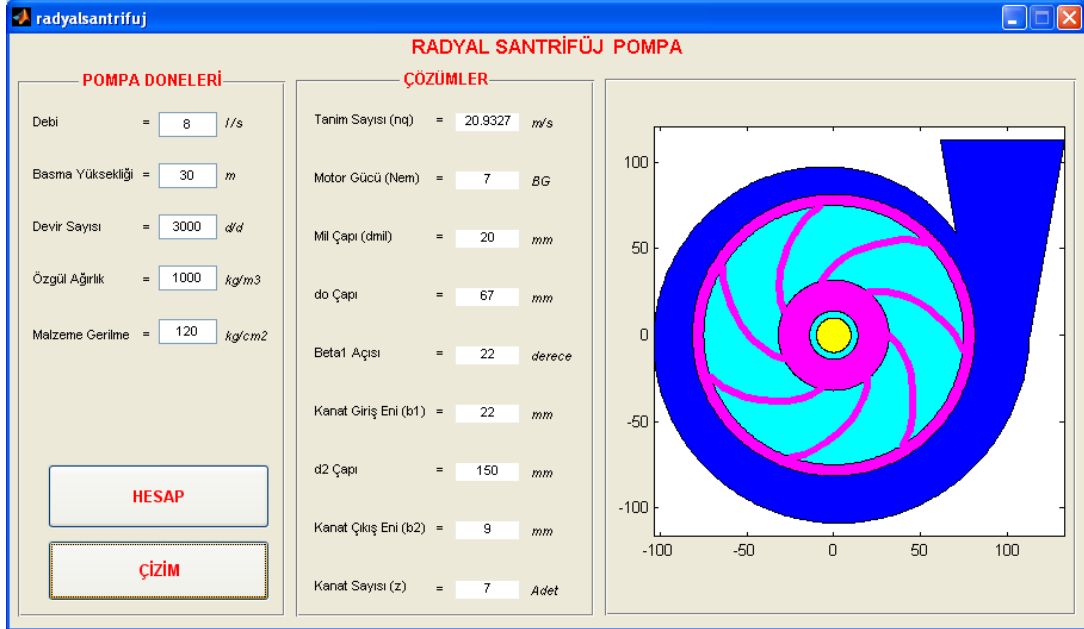 radyalsantrifuj
RADYAL SANTRİFÜJ POMPA
POMPA DONELERİ
Debi = 8 l/s
Basma Yüksekliği = 30 m
Devir Sayısı = 3000 d/d
Özgül Ağırlık = 1000 kg/m3
Malzeme Gerilme = 120 kg/cm2
HESAP
ÇİZİM
ÇÖZÜMLER
Tanim Sayısı (nq) = 20.9327 m/s
Motor Gücü (Nem) = 7 BG
Mil Çapı (dmil) = 20 mm
do Çapı = 67 mm
Beta1 Açısı = 22 derece
Kanat Giriş Eni (b1) = 22 mm
d2 Çapı = 150 mm
Kanat Çıkış Eni (b2) = 9 mm
Kanat Sayısı (z) = 7 Adet
100
50
0
-50
-100
-100 -50 0 50 100